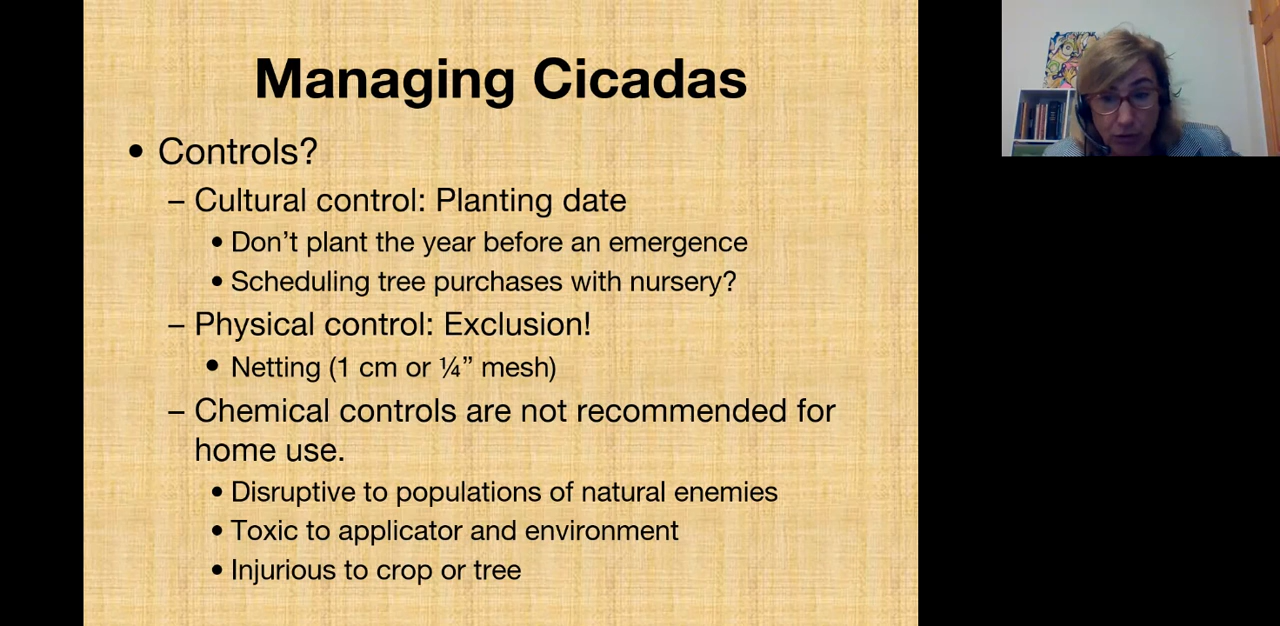 Managing Cicadas
• Controls?
– Cultural control: Planting date
• Don’t plant the year before an emergence
• Scheduling tree purchases with nursery?
– Physical control: Exclusion!
• Netting (1 cm or ¼” mesh)
– Chemical controls are not recommended for
home use.
• Disruptive to populations of natural enemies
• Toxic to applicator and environment
• Injurious to crop or tree